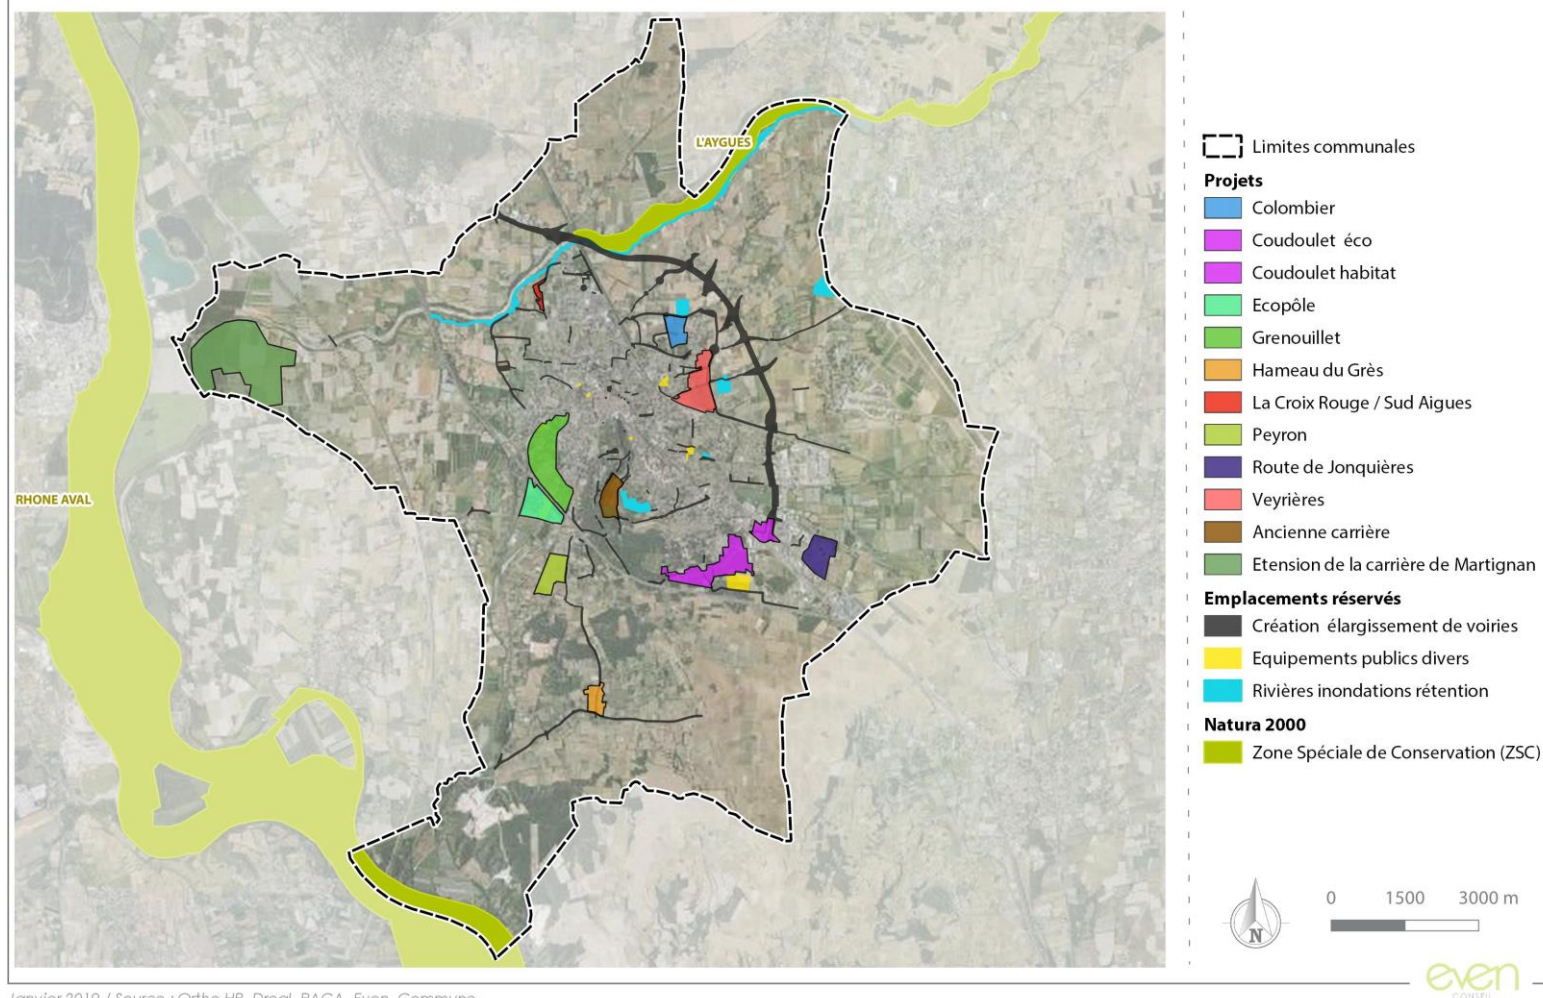 L'AYGUES
RHONE AVAL
Limites communales
Projets
Colombier
Coudoulet éco
Coudoulet habitat
Ecopôle
Grenouillet
Hameau du Grès
La Croix Rouge / Sud Aigues
Peyron
Route de Jonquières
Veyrières
Ancienne carrière
Etension de la carrière de Martignan
Emplacements réservés
Création élargissement de voiries
Equipements publics divers
Rivières inondations rétention
Natura 2000
Zone Spéciale de Conservation (ZSC)
N
0 1500 3000 m
even
CONSEIL